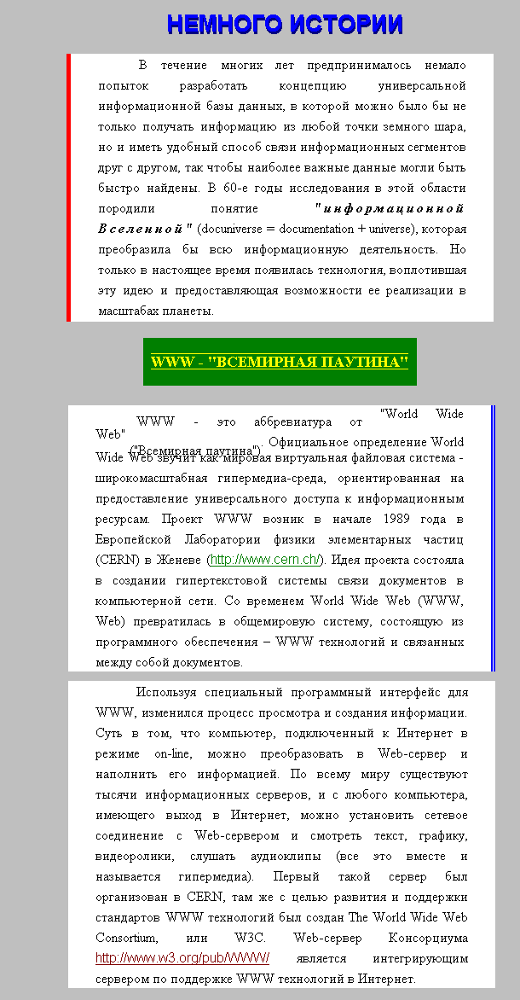 НЕМНОГО ИСТОРИИ
В течение многих лет предпринималось немало
попыток разработать концепцию универсальной
информационной базы данных, в которой можно было бы не
только получать информацию из любой точки земного шара,
но и иметь удобный способ связи информационных сегментов
друг с другом, так чтобы наиболее важные данные могли быть
быстро найдены. В 60-е годы исследования в этой области
породили понятие "информационной
Вселенной" (docuniverse = documentation + universe), которая
преобразила бы всю информационную деятельность. Но
только в настоящее время появилась технология, воплотившая
эту идею и предоставляющая возможности ее реализации в
масштабах планеты.
WWW - "ВСЕМИРНАЯ ПАУТИНА"
WWW - это аббревиатура от "World Wide
Web" ("Всемирная паутина"). Официальное определение World
Wide Web звучит как мировая виртуальная файловая система -
широкомасштабная гипермедиа-среда, ориентированная на
предоставление универсального доступа к информационным
ресурсам. Проект WWW возник в начале 1989 года в
Европейской Лаборатории физики элементарных частиц
(CERN) в Женеве (http://www.cern.ch/). Идея проекта состояла
в создании гипертекстовой системы связи документов в
компьютерной сети. Со временем World Wide Web (WWW,
Web) превратилась в общемировую систему, состоящую из
программного обеспечения – WWW технологий и связанных
между собой документов.
Используя специальный программный интерфейс для
WWW, изменился процесс просмотра и создания информации.
Суть в том, что компьютер, подключенный к Интернет в
режиме on-line, можно преобразовать в Web-сервер и
наполнить его информацией. По всему миру существуют
тысячи информационных серверов, и с любого компьютера,
имеющего выход в Интернет, можно установить сетевое
соединение с Web-сервером и смотреть текст, графику,
видеоролики, слушать аудиоклипы (все это вместе и
называется гипермедиа). Первый такой сервер был
организован в CERN, там же с целью развития и поддержки
стандартов WWW технологий был создан The World Wide Web
Consortium, или W3C. Web-сервер Консорциума
http://www.w3.org/pub/WWW/ является интегрирующим
сервером по поддержке WWW технологий в Интернет.